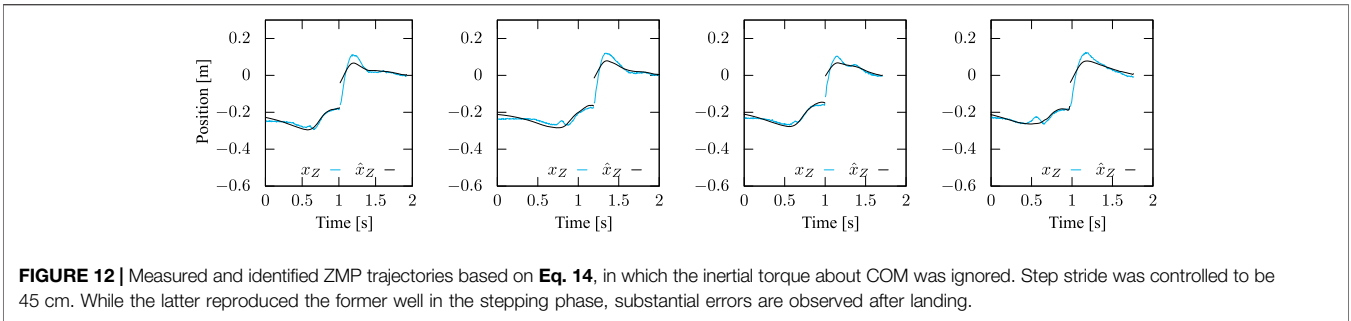 0.2 0.2 0.2 0.2
0 0 0 0
−0.2 −0.2 −0.2 −0.2
−0.4 −0.4 −0.4 −0.4
−0.6 −0.6 −0.6 −0.6
Position [m]
x_Z x̂_Z x_Z x̂_Z x_Z x̂_Z x_Z x̂_Z
0 0.5 1 1.5 2 0 0.5 1 1.5 2 0 0.5 1 1.5 2 0 0.5 1 1.5 2
Time [s] Time [s] Time [s] Time [s]
FIGURE 12 | Measured and identified ZMP trajectories based on Eq. 14, in which the inertial torque about COM was ignored. Step stride was controlled to be
45 cm. While the latter reproduced the former well in the stepping phase, substantial errors are observed after landing.